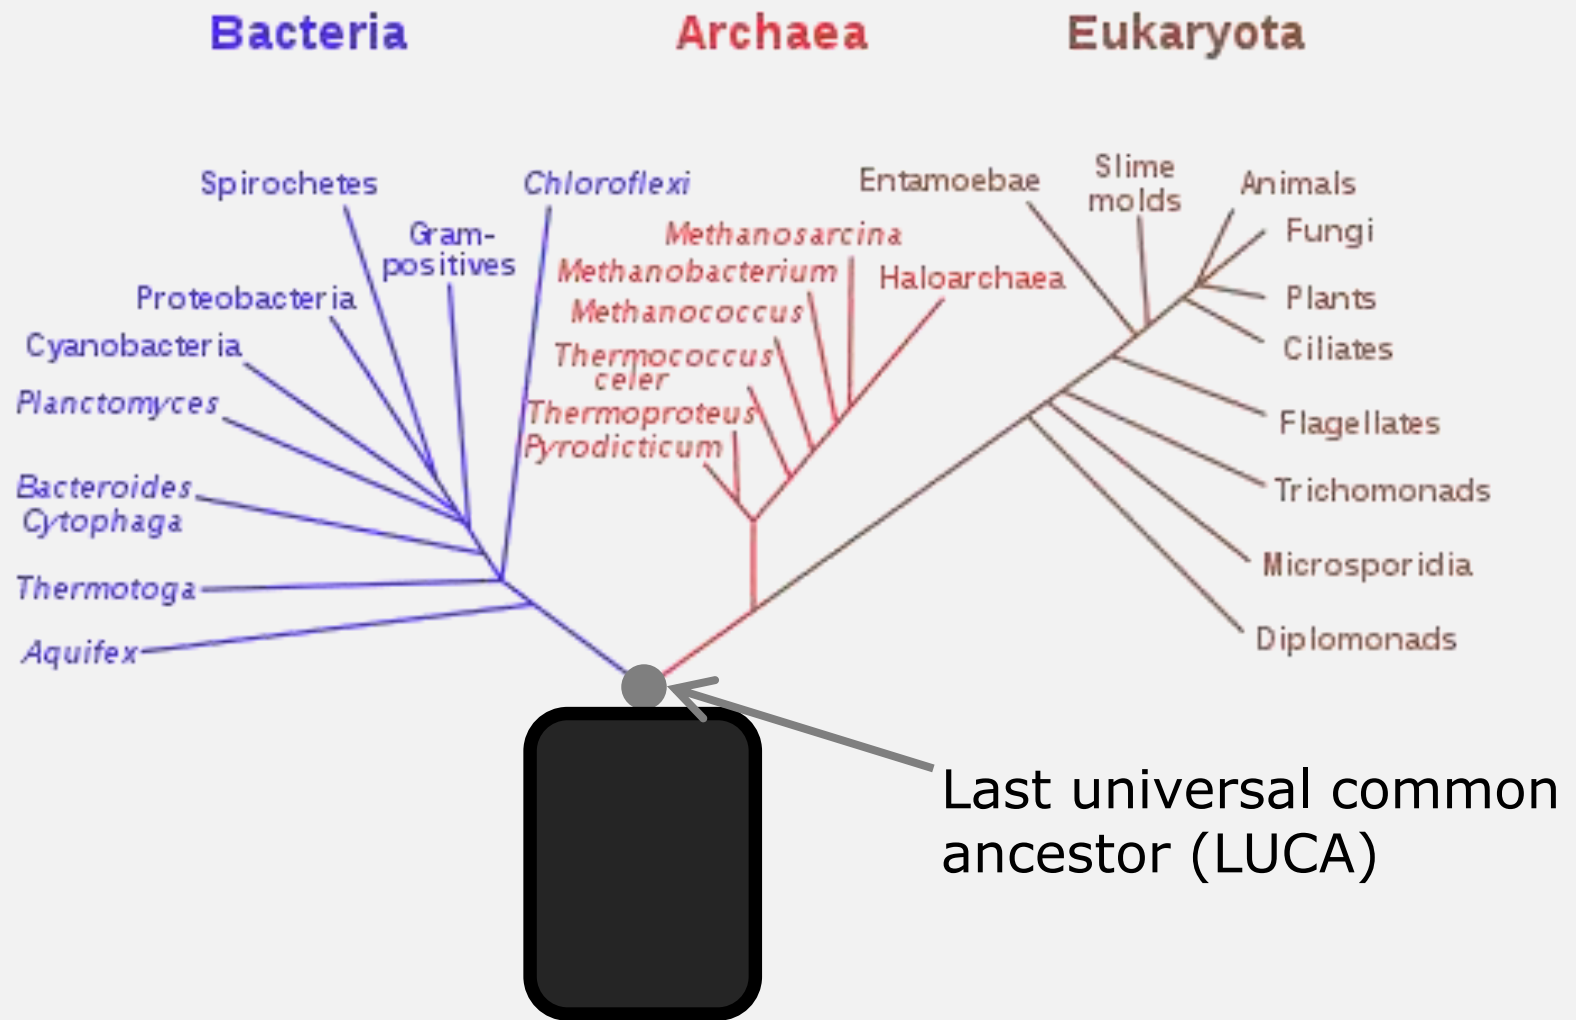 Bacteria
Archaea
Eukaryota
Spirochetes
Gram-
positives
Chloroflexi
Proteobacteria
Cyanobacteria
Planctomyces
Bacteroides
Cytophaga
Thermotoga
Aquifex
Methanosarcina
Methanobacterium
Haloarchaea
Methanococcus
Thermococcus
celer
Thermoproteus
Pyrodicticum
Entamoebae
Slime
molds
Animals
Fungi
Plants
Ciliates
Flagellates
Trichomonads
Microsporidia
Diplomonads
Last universal common
ancestor (LUCA)